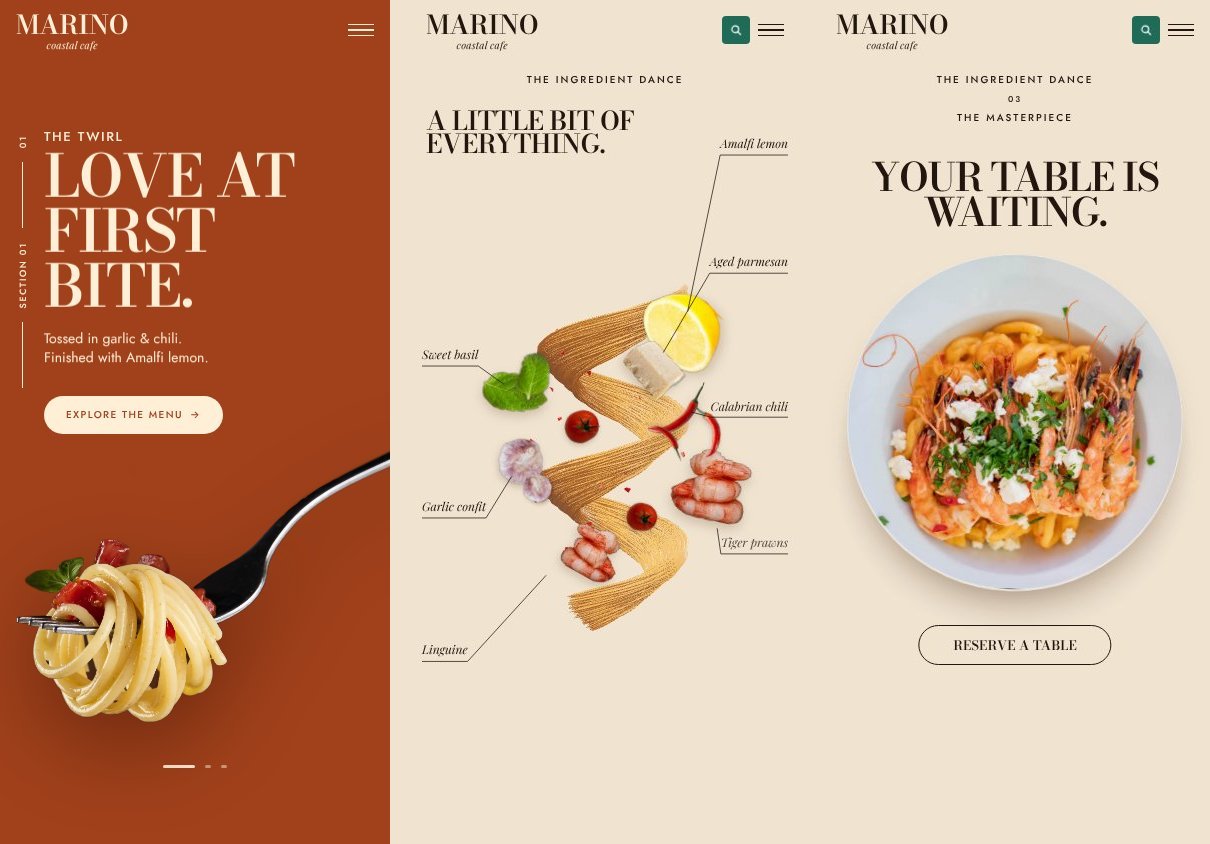 MARINO
coastal cafe
01
SECTION 01
THE TWIRL
LOVE AT
FIRST
BITE.
Tossed in garlic & chili.
Finished with Amalfi lemon.
EXPLORE THE MENU →
MARINO
coastal cafe
THE INGREDIENT DANCE
A LITTLE BIT OF
EVERYTHING.
Amalfi lemon
Aged parmesan
Sweet basil
Calabrian chili
Garlic confit
Tiger prawns
Linguine
MARINO
coastal cafe
THE INGREDIENT DANCE
03
THE MASTERPIECE
YOUR TABLE IS
WAITING.
RESERVE A TABLE